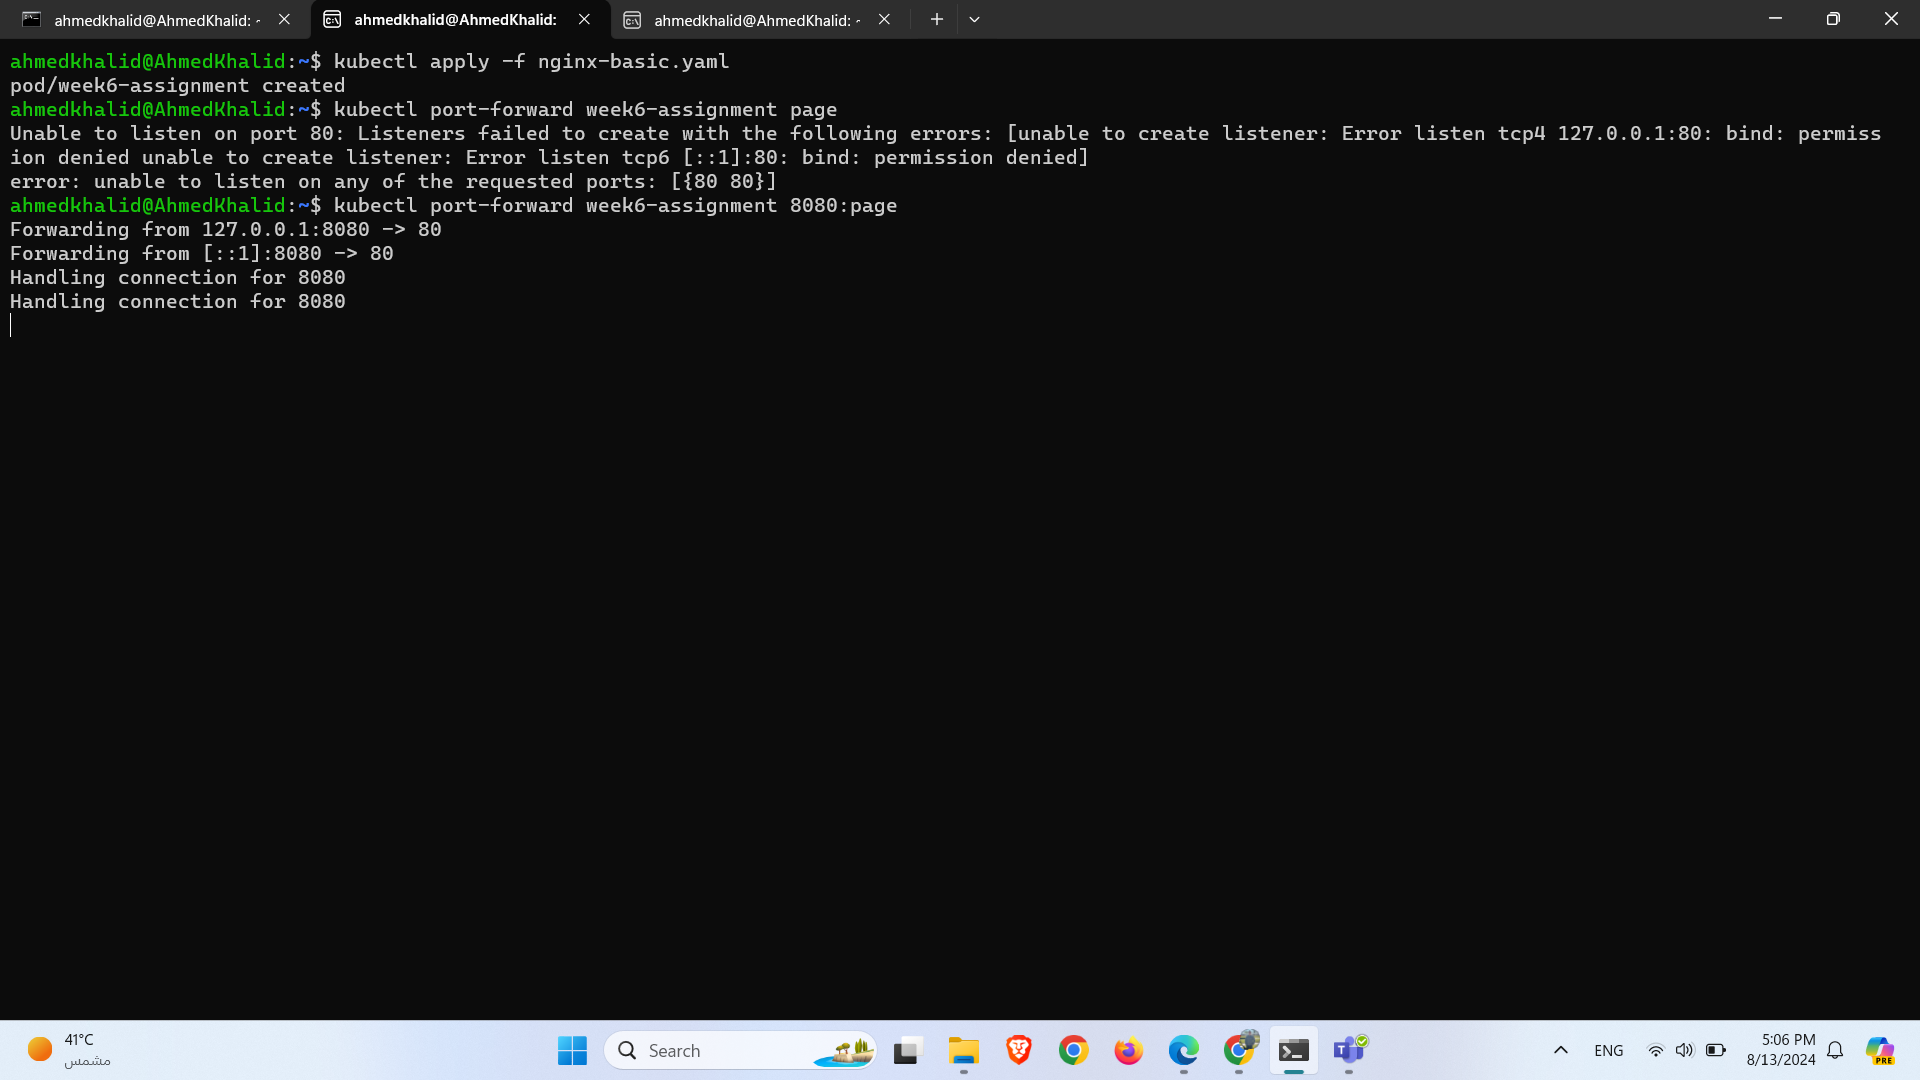 ahmedkhalid@AhmedKhalid: ~
ahmedkhalid@AhmedKhalid:
ahmedkhalid@AhmedKhalid: ~
ahmedkhalid@AhmedKhalid:~$ kubectl apply -f nginx-basic.yaml
pod/week6-assignment created
ahmedkhalid@AhmedKhalid:~$ kubectl port-forward week6-assignment page
Unable to listen on port 80: Listeners failed to create with the following errors: [unable to create listener: Error listen tcp4 127.0.0.1:80: bind: permiss
ion denied unable to create listener: Error listen tcp6 [::1]:80: bind: permission denied]
error: unable to listen on any of the requested ports: [{80 80}]
ahmedkhalid@AhmedKhalid:~$ kubectl port-forward week6-assignment 8080:page
Forwarding from 127.0.0.1:8080 -> 80
Forwarding from [::1]:8080 -> 80
Handling connection for 8080
Handling connection for 8080
41°C
مشمس
Search
ENG
5:06 PM
8/13/2024
PRE